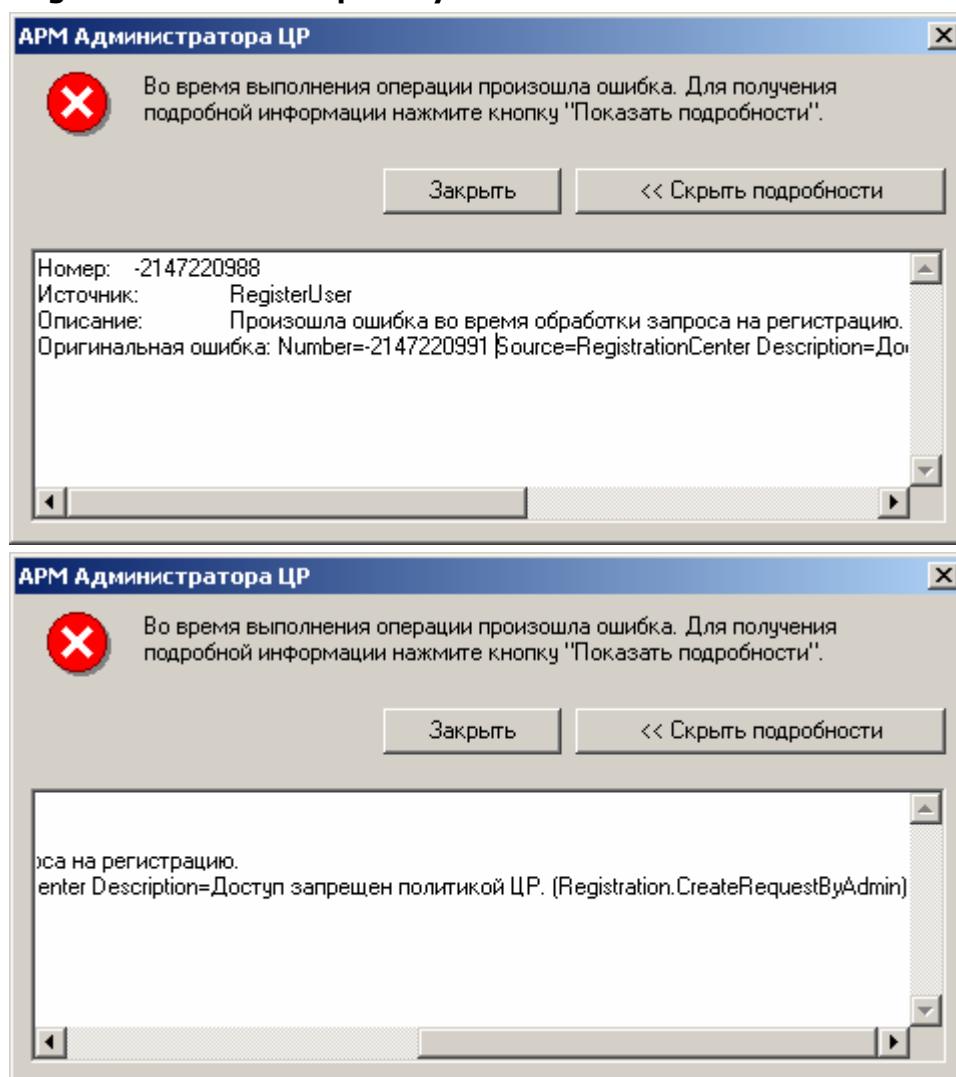 АРМ Администратора ЦР
Во время выполнения операции произошла ошибка. Для получения
подробной информации нажмите кнопку "Показать подробности".
Закрыть << Скрыть подробности
Номер: -2147220988
Источник: RegisterUser
Описание: Произошла ошибка во время обработки запроса на регистрацию.
Оригинальная ошибка: Number=-2147220991 Source=RegistrationCenter Description=До
АРМ Администратора ЦР
Во время выполнения операции произошла ошибка. Для получения
подробной информации нажмите кнопку "Показать подробности".
Закрыть << Скрыть подробности
оса на регистрацию.
enter Description=Доступ запрещен политикой ЦР. (Registration.CreateRequestByAdmin)